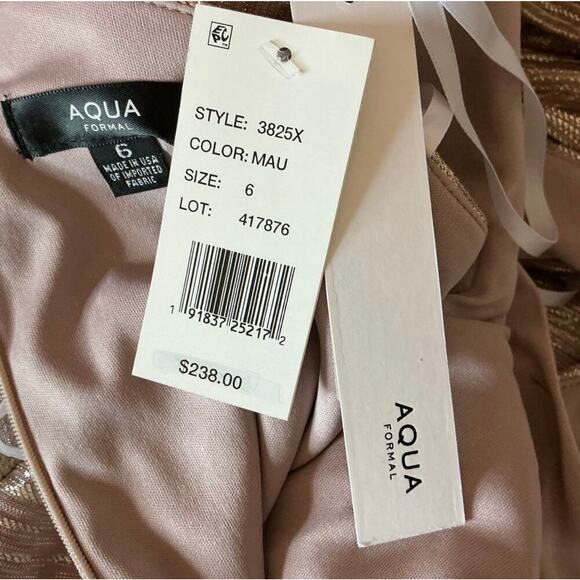 AQUA
FORMAL
6
MADE IN USA
OF IMPORTED
FABRIC
STYLE: 3825X
COLOR: MAU
SIZE: 6
LOT: 417876
1 91837 25217 2
$238.00
AQUA
FORMAL